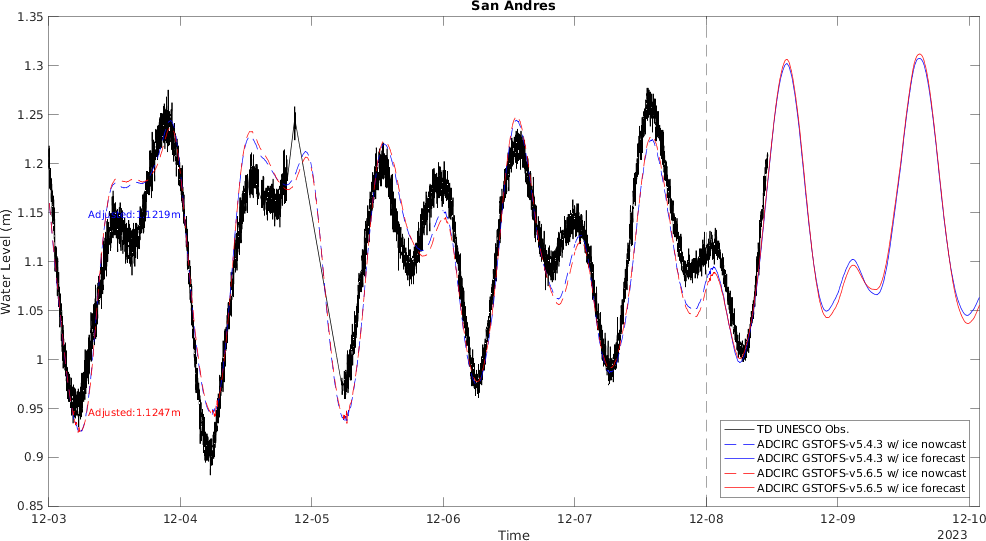 San Andres
1.35
1.3
1.25
1.2
1.15
1.1
1.05
1
0.95
0.9
0.85
Water Level (m)
Adjusted:1.1219m
Adjusted:1.1247m
TD UNESCO Obs.
ADCIRC GSTOFS-v5.4.3 w/ ice nowcast
ADCIRC GSTOFS-v5.4.3 w/ ice forecast
ADCIRC GSTOFS-v5.6.5 w/ ice nowcast
ADCIRC GSTOFS-v5.6.5 w/ ice forecast
12-03 12-04 12-05 12-06 12-07 12-08 12-09 12-10
Time
2023